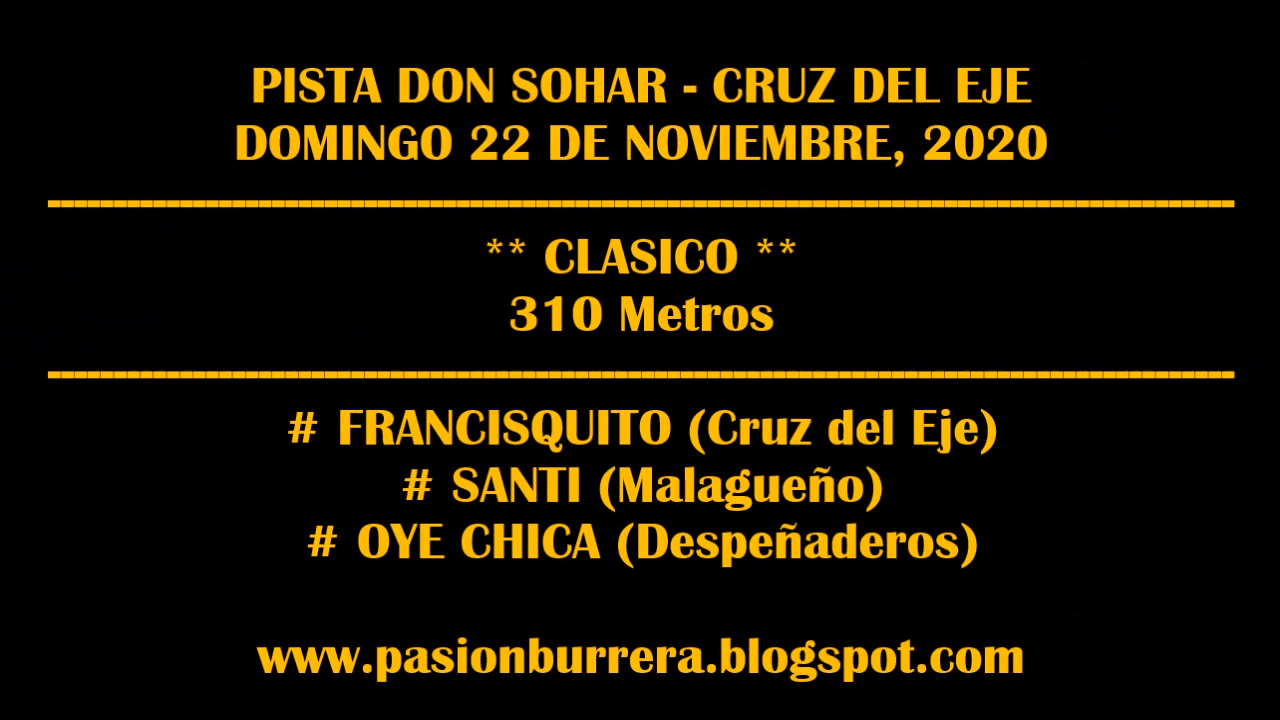 PISTA DON SOHAR - CRUZ DEL EJE
DOMINGO 22 DE NOVIEMBRE, 2020
** CLASICO **
310 Metros
# FRANCISQUITO (Cruz del Eje)
# SANTI (Malagueño)
# OYE CHICA (Despeñaderos)
www.pasionburrera.blogspot.com